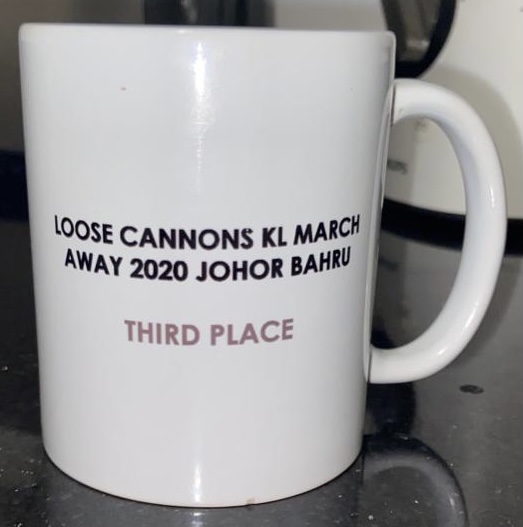 LOOSE CANNONS KL MARCH
AWAY 2020 JOHOR BAHRU
THIRD PLACE